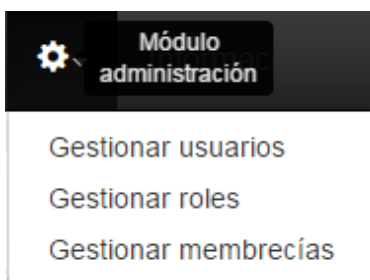 Módulo
administración
Gestionar usuarios
Gestionar roles
Gestionar membrecías